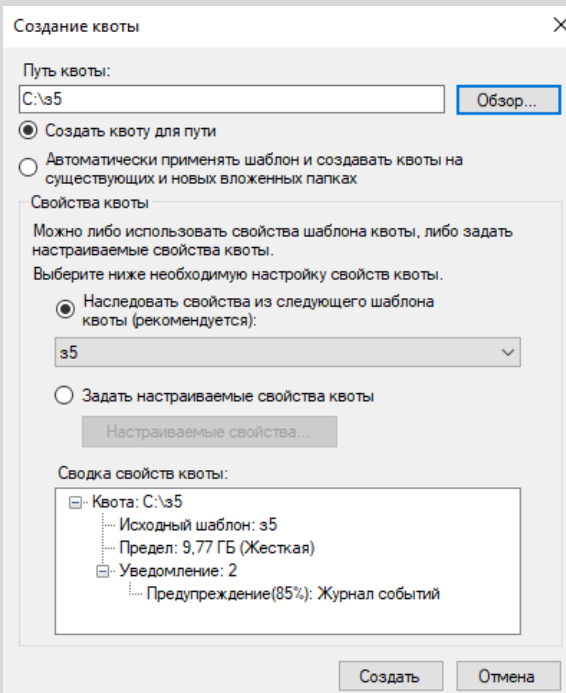 Создание квоты
Путь квоты:
C:\з5
Обзор...
Создать квоту для пути
Автоматически применять шаблон и создавать квоты на
существующих и новых вложенных папках
Свойства квоты
Можно либо использовать свойства шаблона квоты, либо задать
настраиваемые свойства квоты.
Выберите ниже необходимую настройку свойств квоты.
Наследовать свойства из следующего шаблона
квоты (рекомендуется):
з5
Задать настраиваемые свойства квоты
Настраиваемые свойства...
Сводка свойств квоты:
Квота: C:\з5
Исходный шаблон: з5
Предел: 9,77 ГБ (Жесткая)
Уведомление: 2
Предупреждение(85%): Журнал событий
Создать
Отмена